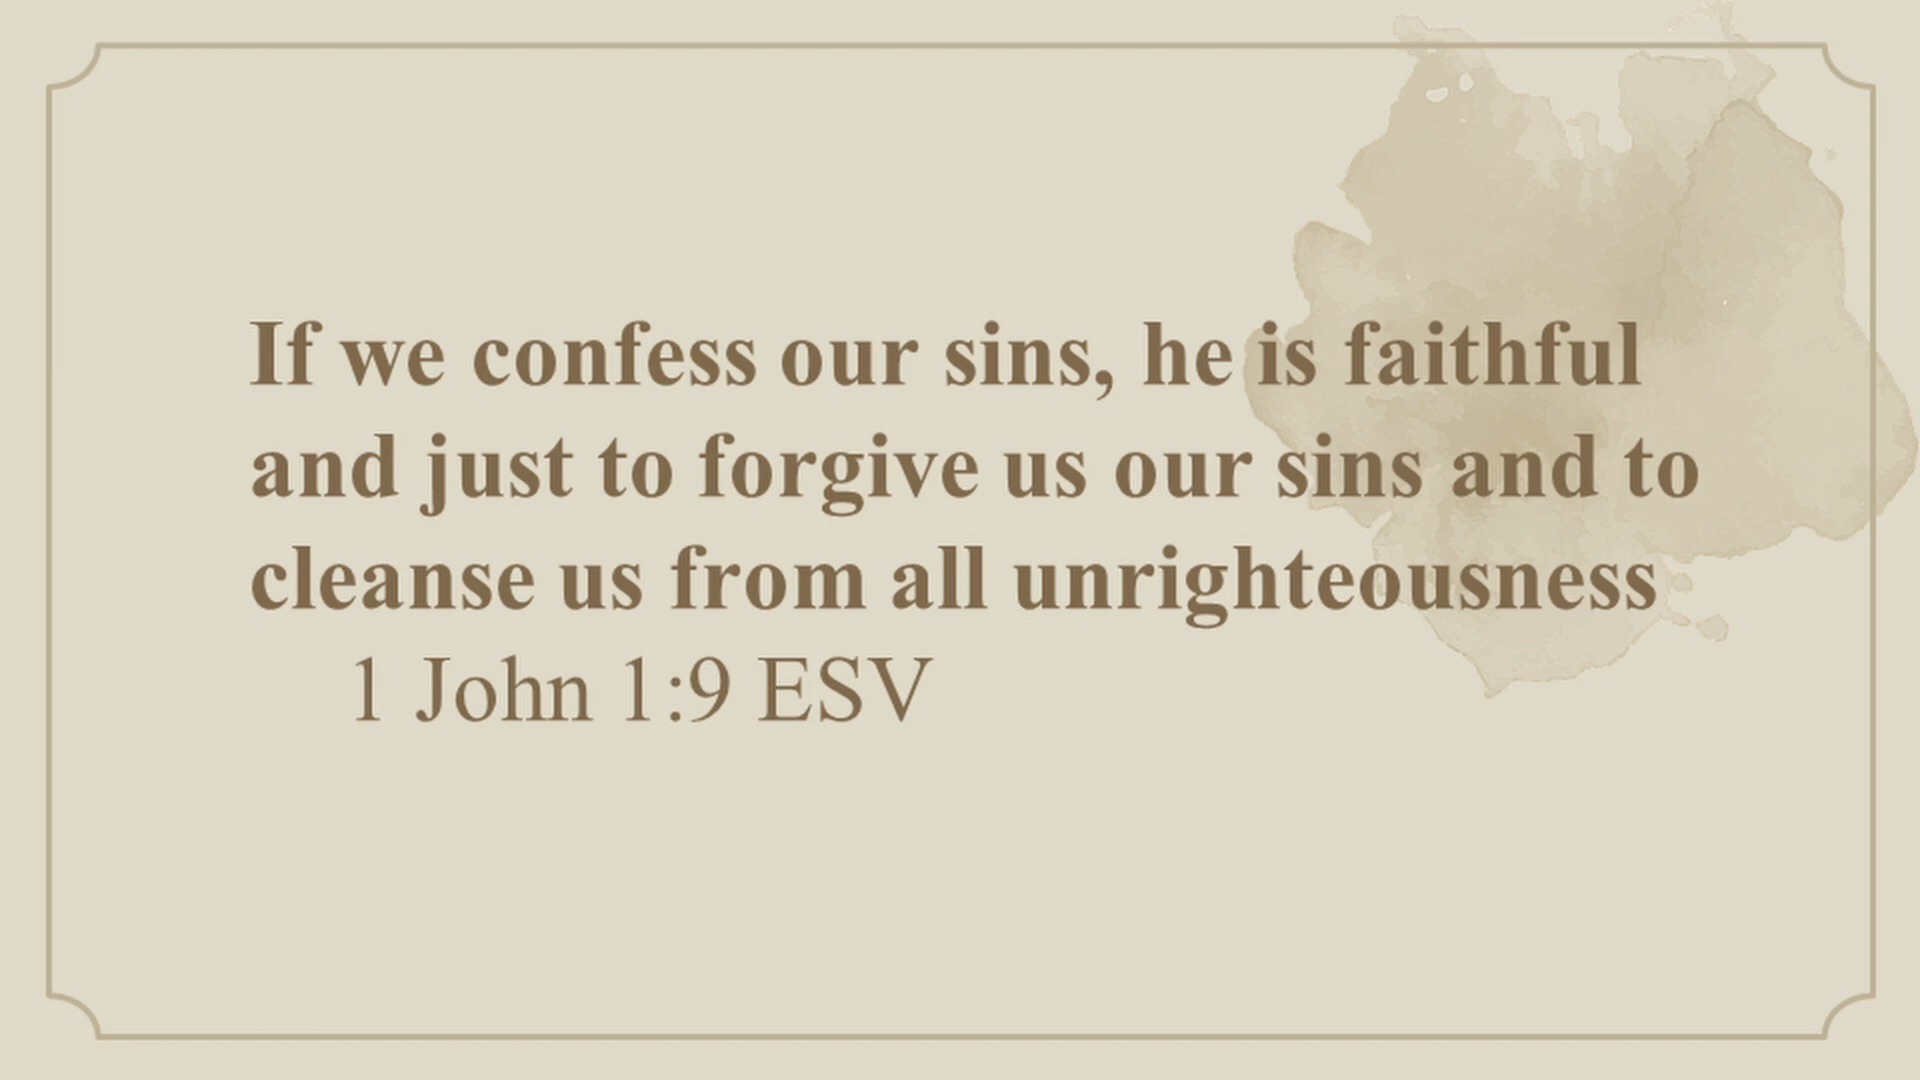 If we confess our sins, he is faithful
and just to forgive us our sins and to
cleanse us from all unrighteousness
1 John 1:9 ESV